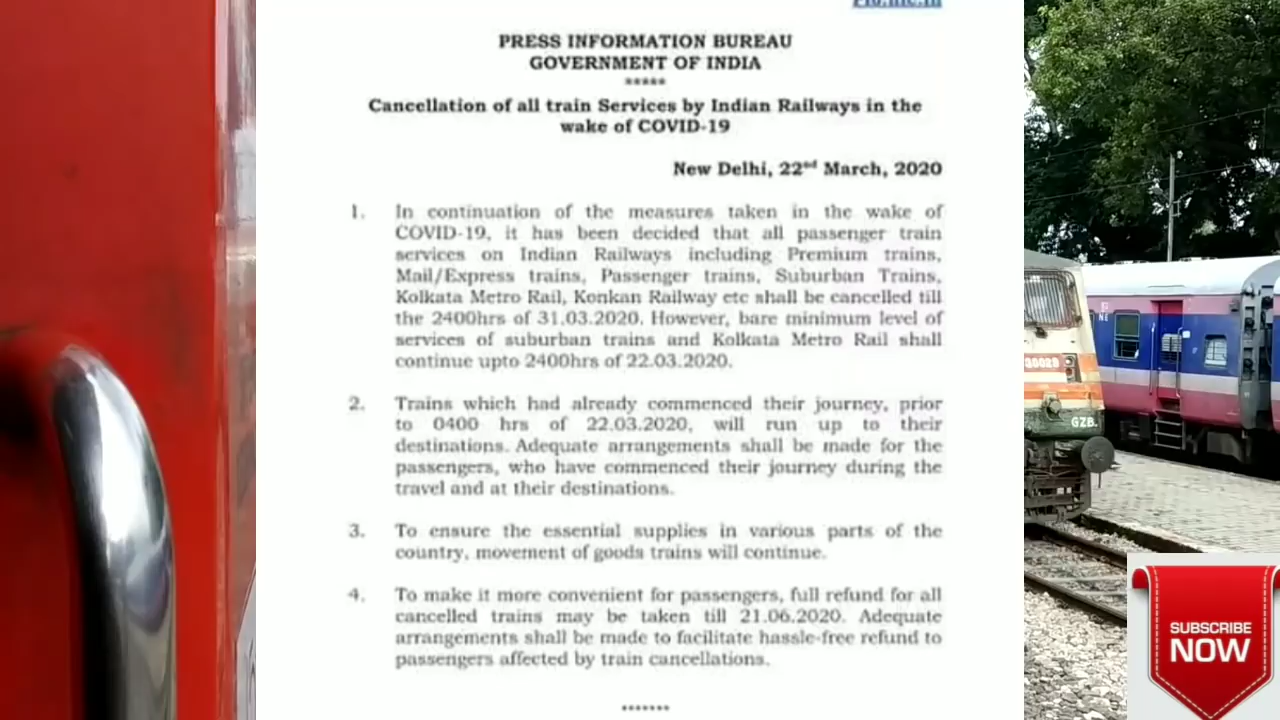 PRESS INFORMATION BUREAU
GOVERNMENT OF INDIA
*****
Cancellation of all train Services by Indian Railways in the
wake of COVID-19
New Delhi, 22nd March, 2020
1. In continuation of the measures taken in the wake of
COVID-19, it has been decided that all passenger train
services on Indian Railways including Premium trains,
Mail/Express trains, Passenger trains, Suburban Trains,
Kolkata Metro Rail, Konkan Railway etc shall be cancelled till
the 2400hrs of 31.03.2020. However, bare minimum level of
services of suburban trains and Kolkata Metro Rail shall
continue upto 2400hrs of 22.03.2020.
2. Trains which had already commenced their journey, prior
to 0400 hrs of 22.03.2020, will run up to their
destinations. Adequate arrangements shall be made for the
passengers, who have commenced their journey during the
travel and at their destinations.
3. To ensure the essential supplies in various parts of the
country, movement of goods trains will continue.
4. To make it more convenient for passengers, full refund for all
cancelled trains may be taken till 21.06.2020. Adequate
arrangements shall be made to facilitate hassle-free refund to
passengers affected by train cancellations.
*******
GZB.
SUBSCRIBE
NOW